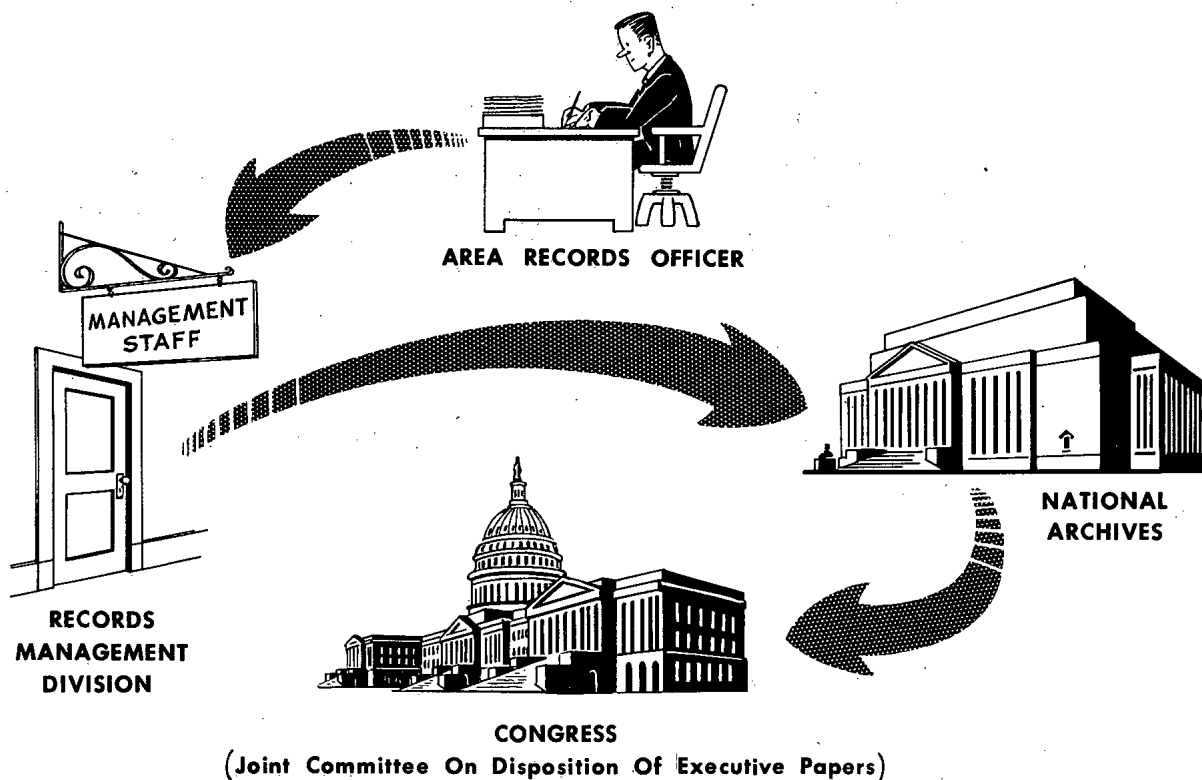 AREA RECORDS OFFICER
MANAGEMENT
STAFF
NATIONAL
ARCHIVES
RECORDS
MANAGEMENT
DIVISION
CONGRESS
(Joint Committee On Disposition Of Executive Papers)